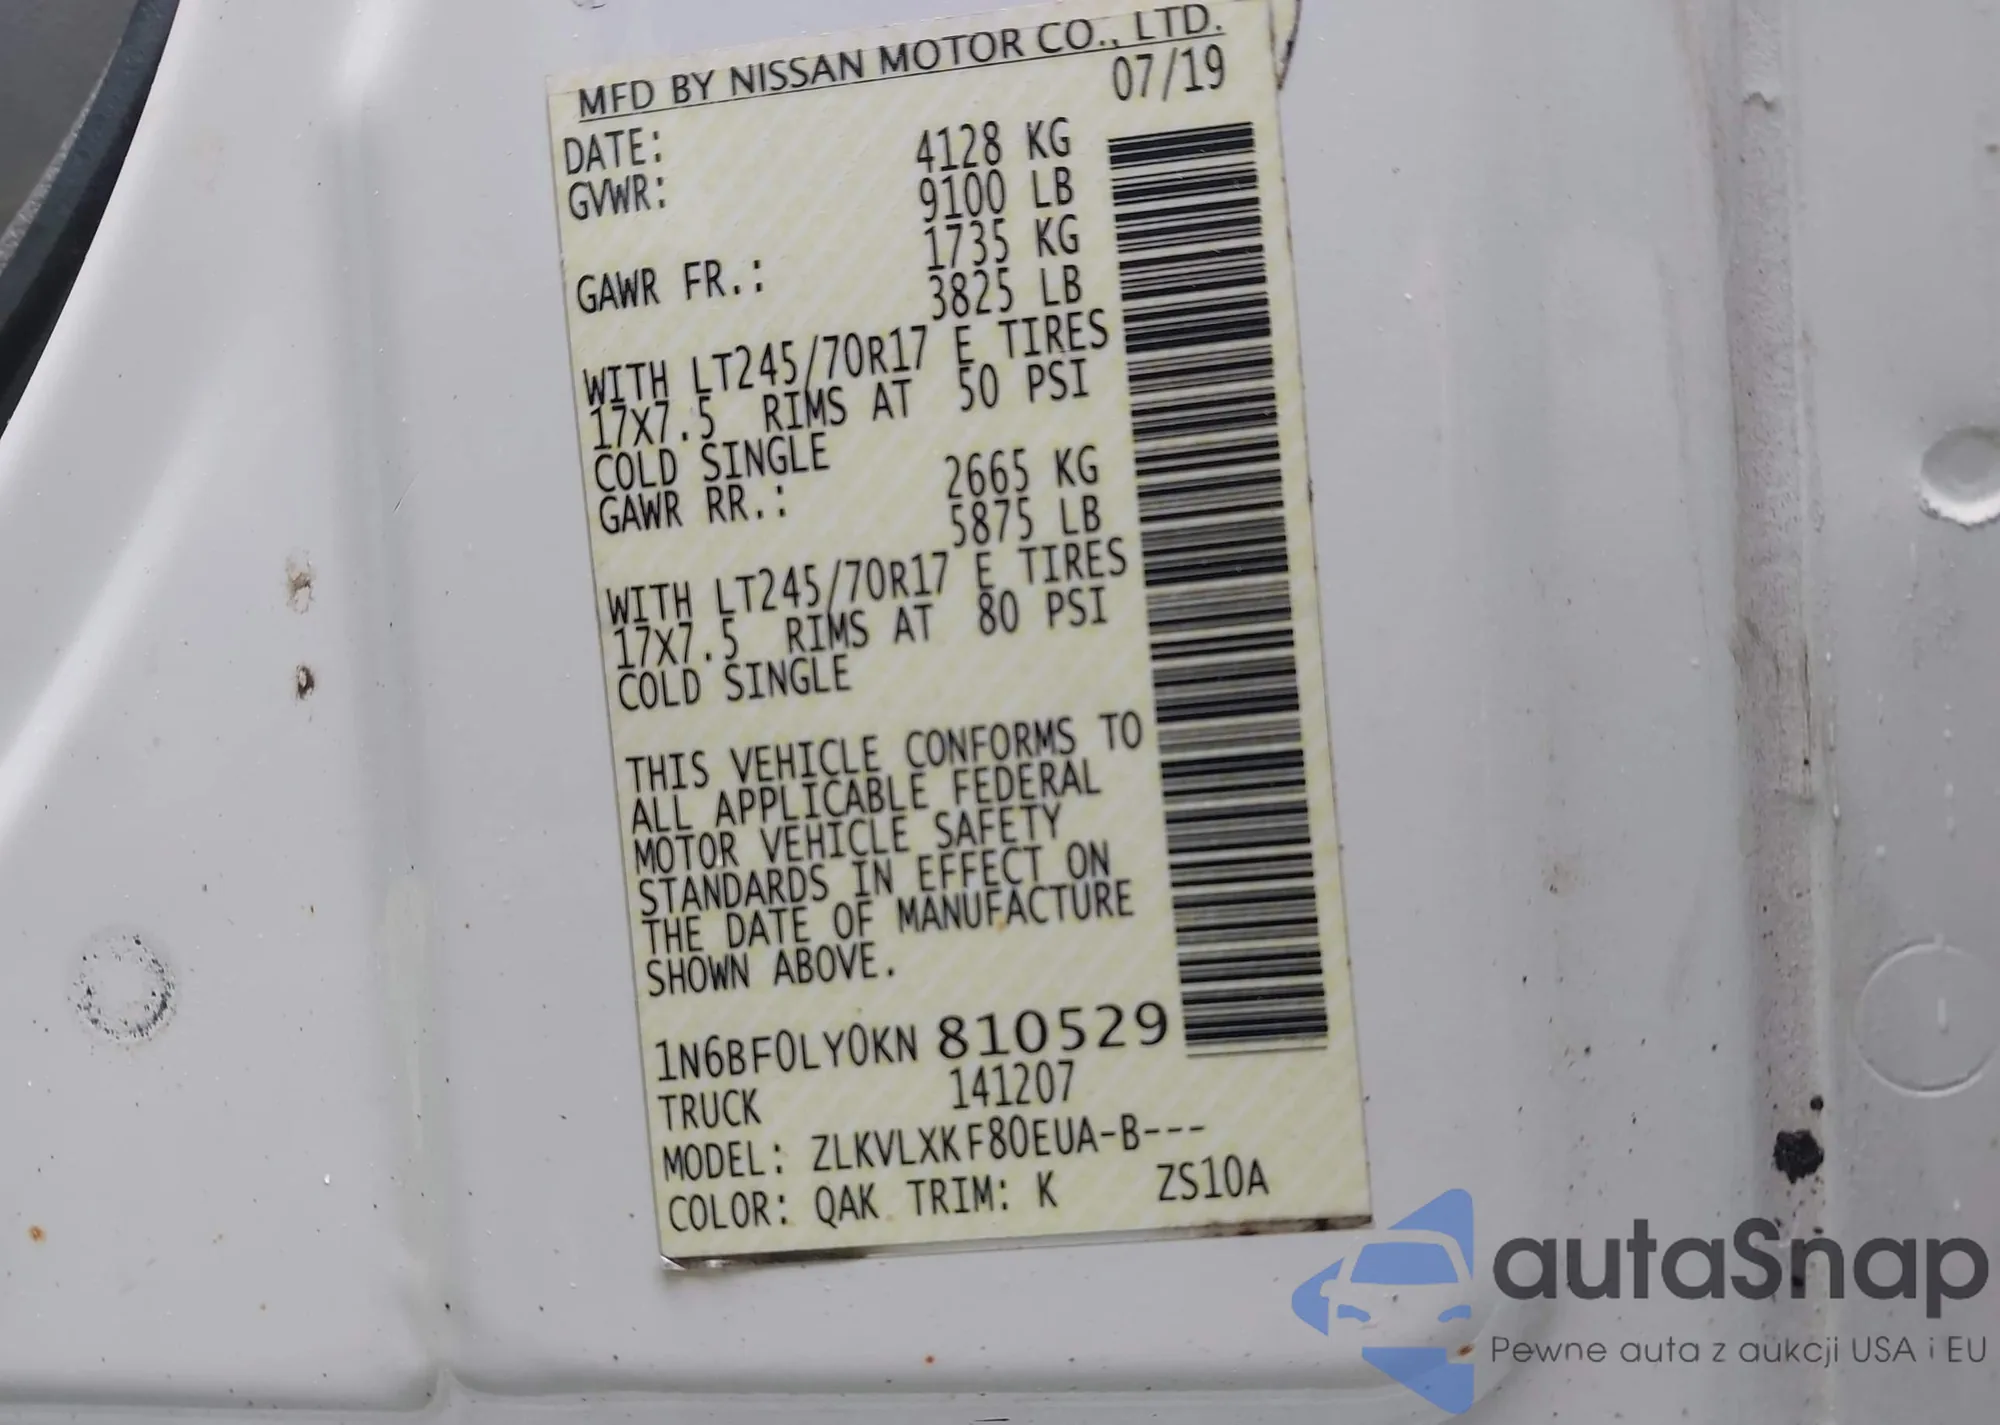 MFD BY NISSAN MOTOR CO., LTD.
DATE: 07/19
GVWR: 4128 KG
9100 LB
GAWR FR.: 1735 KG
3825 LB
WITH LT245/70R17 E TIRES
17X7.5 RIMS AT 50 PSI
COLD SINGLE
GAWR RR.: 2665 KG
5875 LB
WITH LT245/70R17 E TIRES
17X7.5 RIMS AT 80 PSI
COLD SINGLE
THIS VEHICLE CONFORMS TO
ALL APPLICABLE FEDERAL
MOTOR VEHICLE SAFETY
STANDARDS IN EFFECT ON
THE DATE OF MANUFACTURE
SHOWN ABOVE.
1N6BF0LY0KN 810529
TRUCK 141207
MODEL: ZLKVLXKF80EUA-B---
COLOR: QAK TRIM: K ZS10A
autaSnap
Pewne auta z aukcji USA i EU